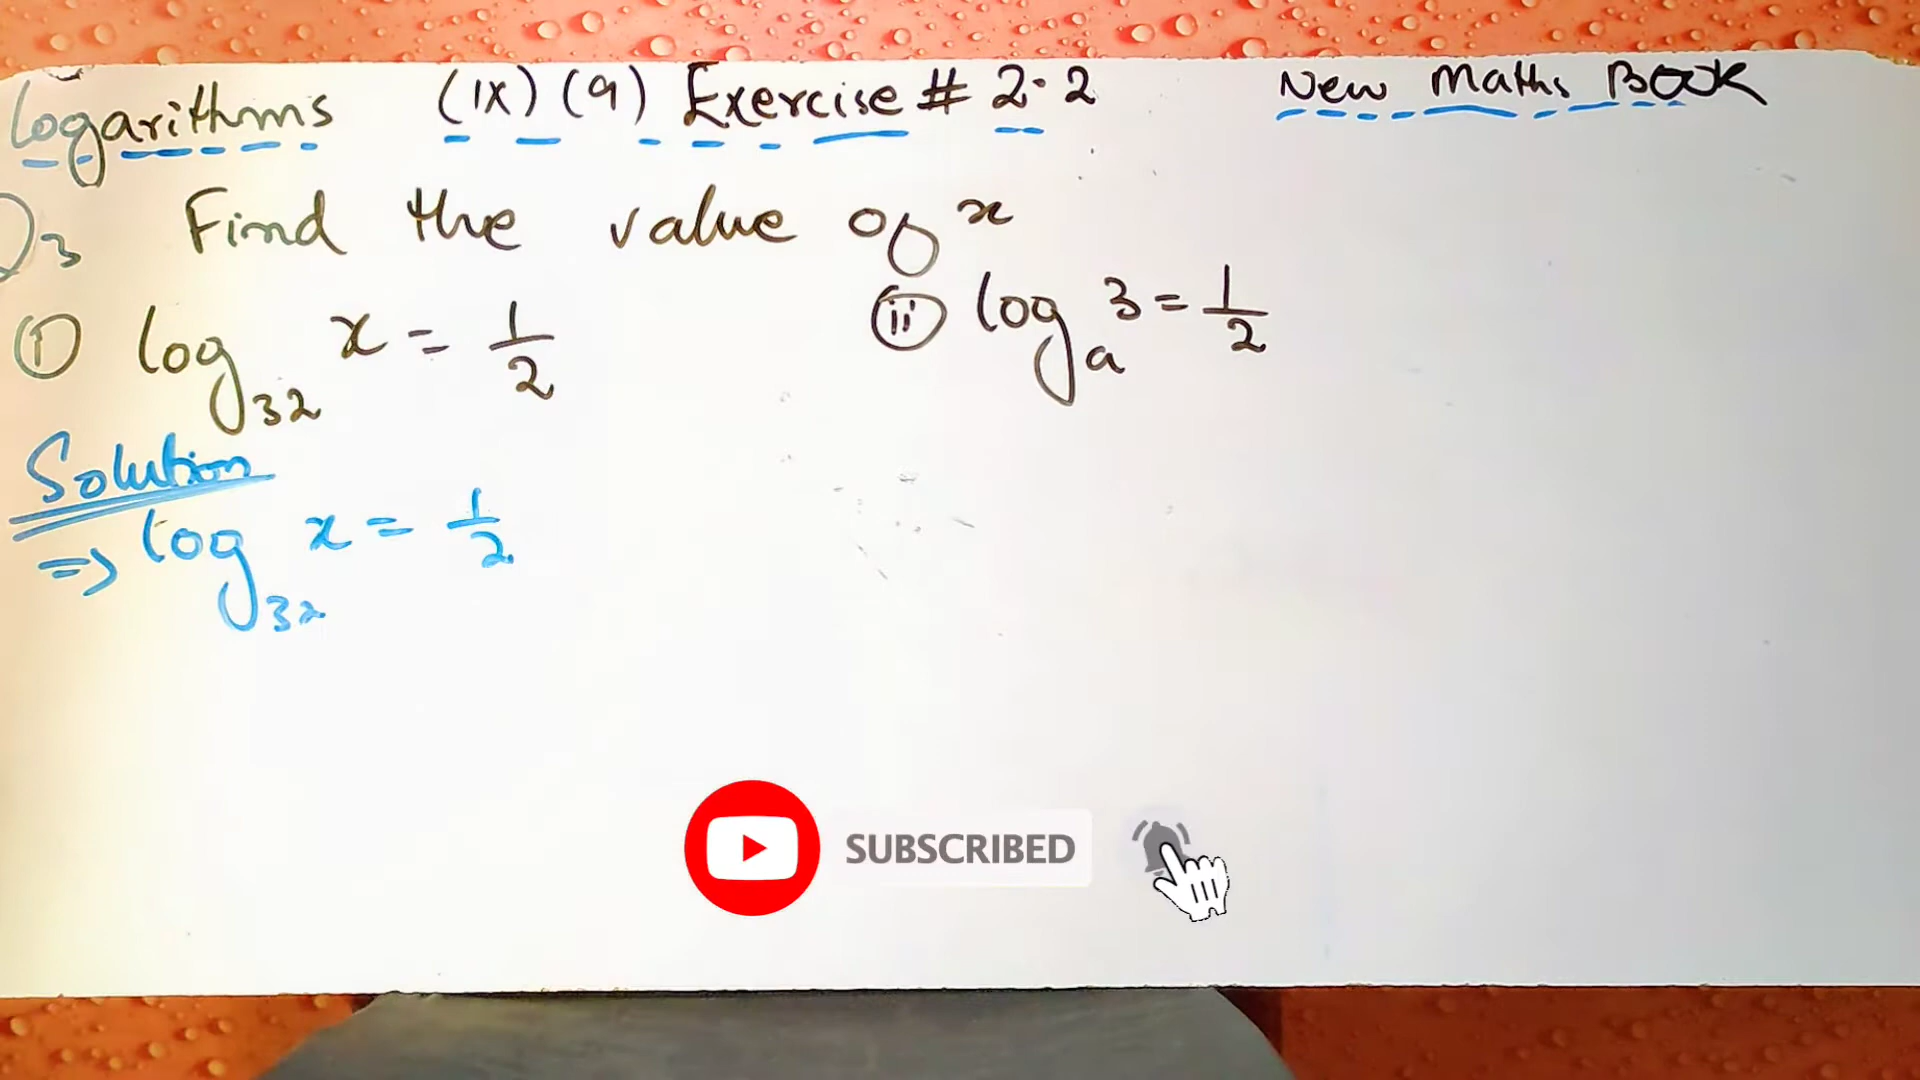 Logarithms (IX) (9) Exercise # 2.2 New Maths Book
Q3 Find the value of x
(i) log₃₂ x = 1/2 (ii) logₐ 3 = 1/2
Solution
=> log₃₂ x = 1/2
SUBSCRIBED